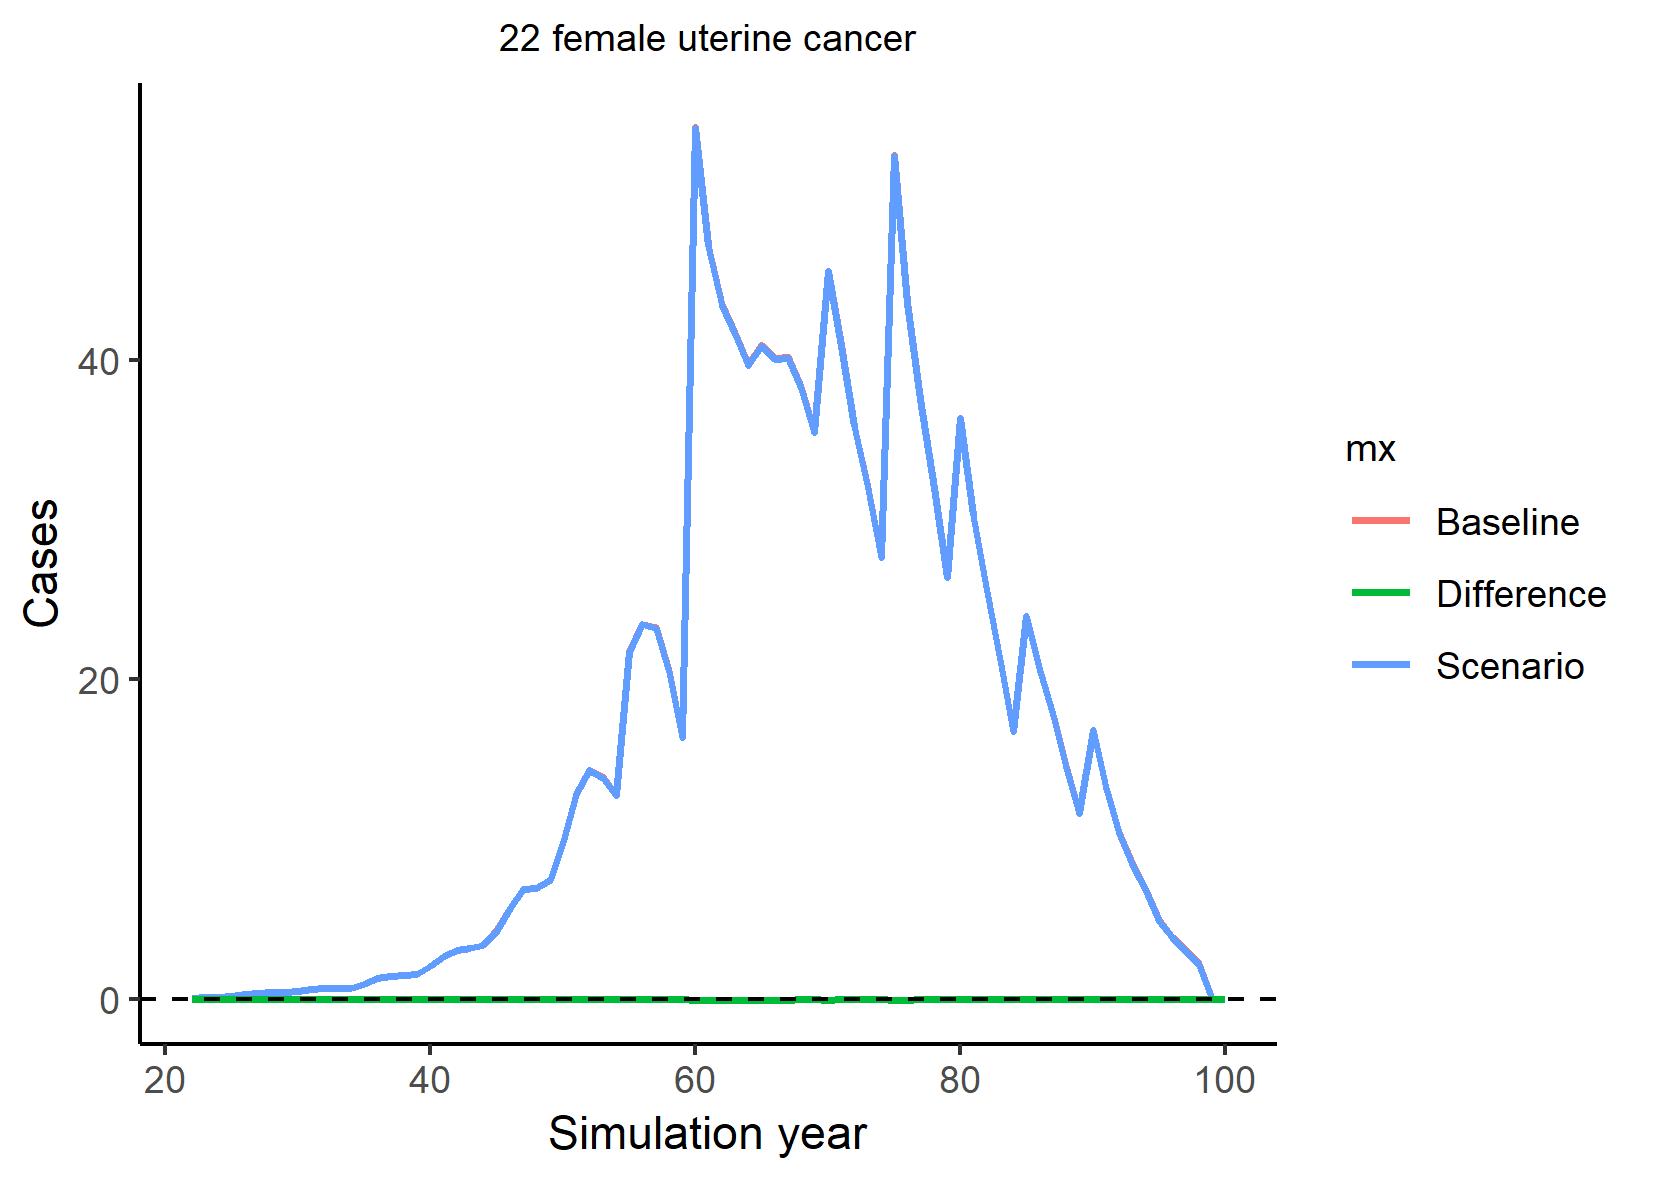 22 female uterine cancer
Cases
40
20
0
20
40
60
80
100
Simulation year
mx
Baseline
Difference
Scenario